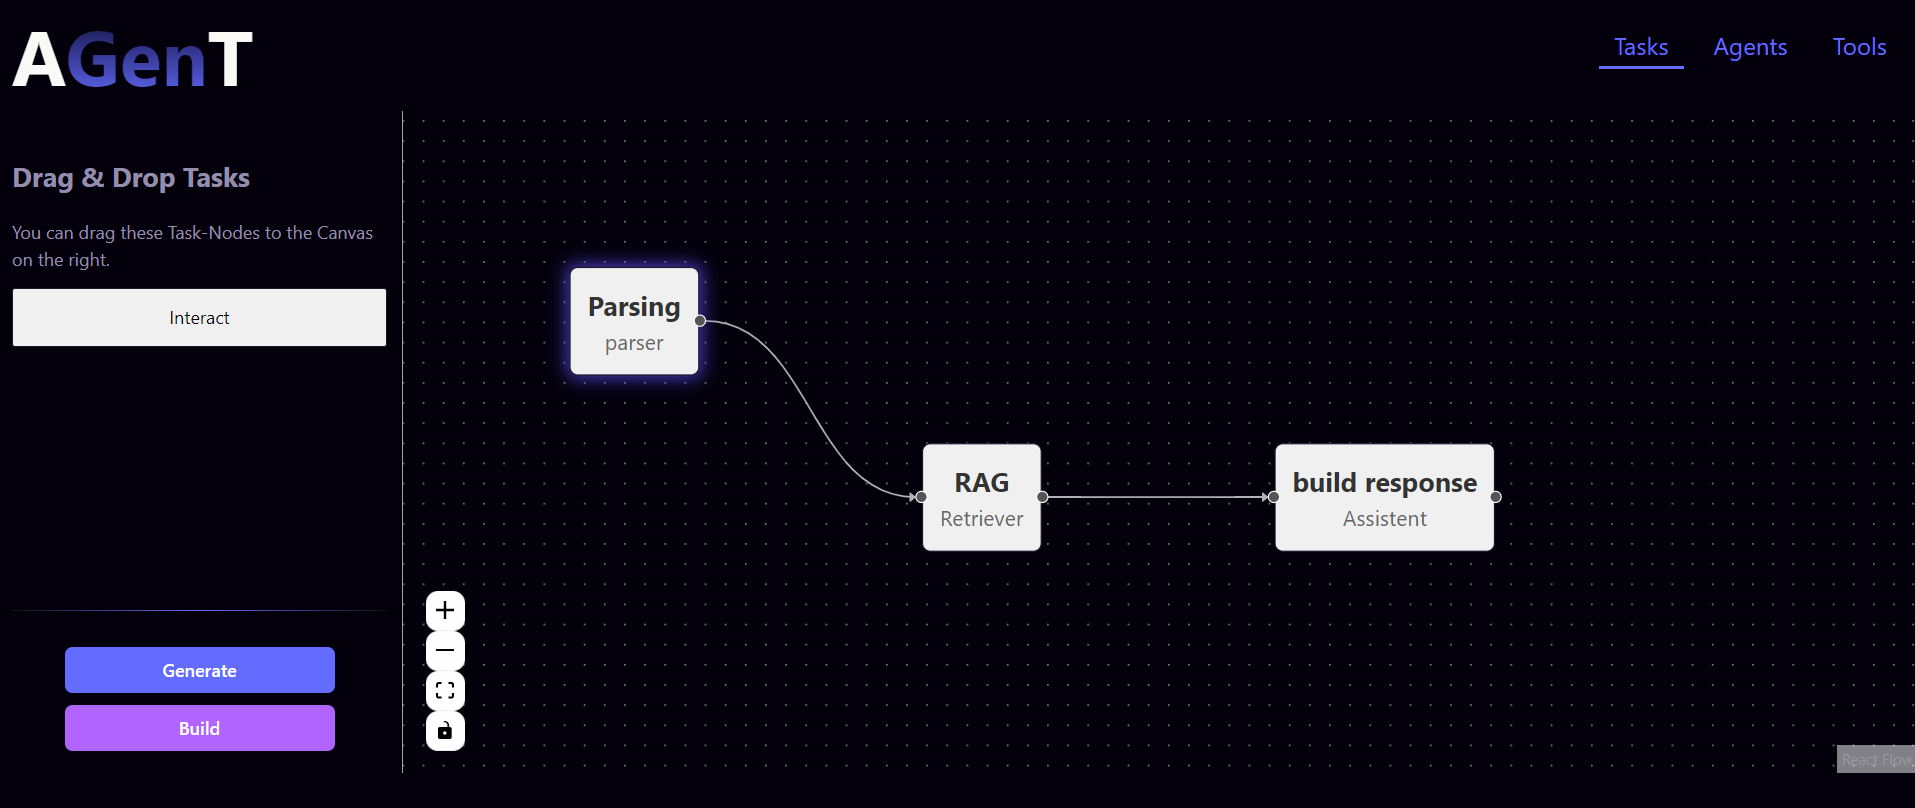 AGenT
Tasks
Agents
Tools
Drag & Drop Tasks
You can drag these Task-Nodes to the Canvas
on the right.
Interact
Parsing
parser
RAG
Retriever
build response
Assistent
Generate
Build
React Flow